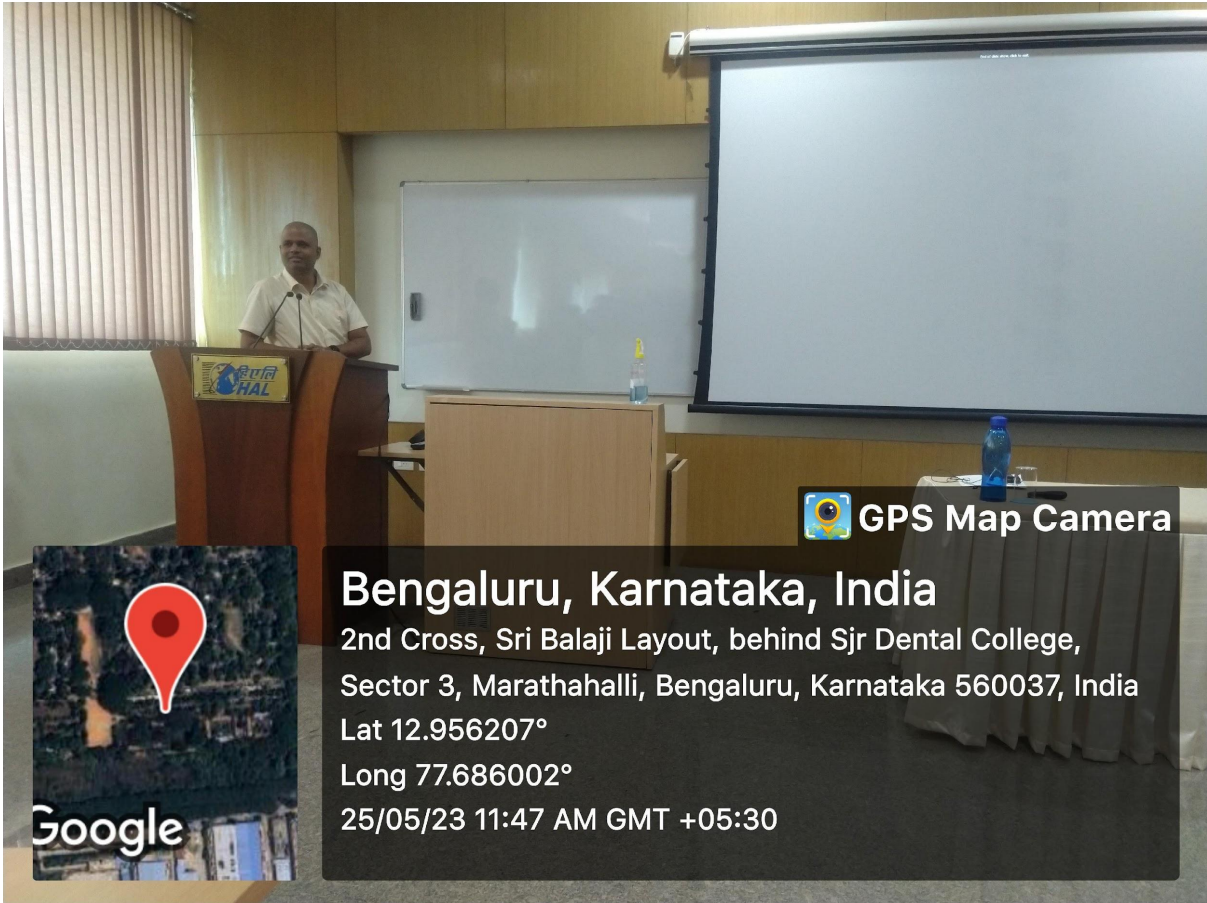 हिएलि
HAL
GPS Map Camera
Bengaluru, Karnataka, India
2nd Cross, Sri Balaji Layout, behind Sjr Dental College,
Sector 3, Marathahalli, Bengaluru, Karnataka 560037, India
Lat 12.956207°
Long 77.686002°
25/05/23 11:47 AM GMT +05:30
Google